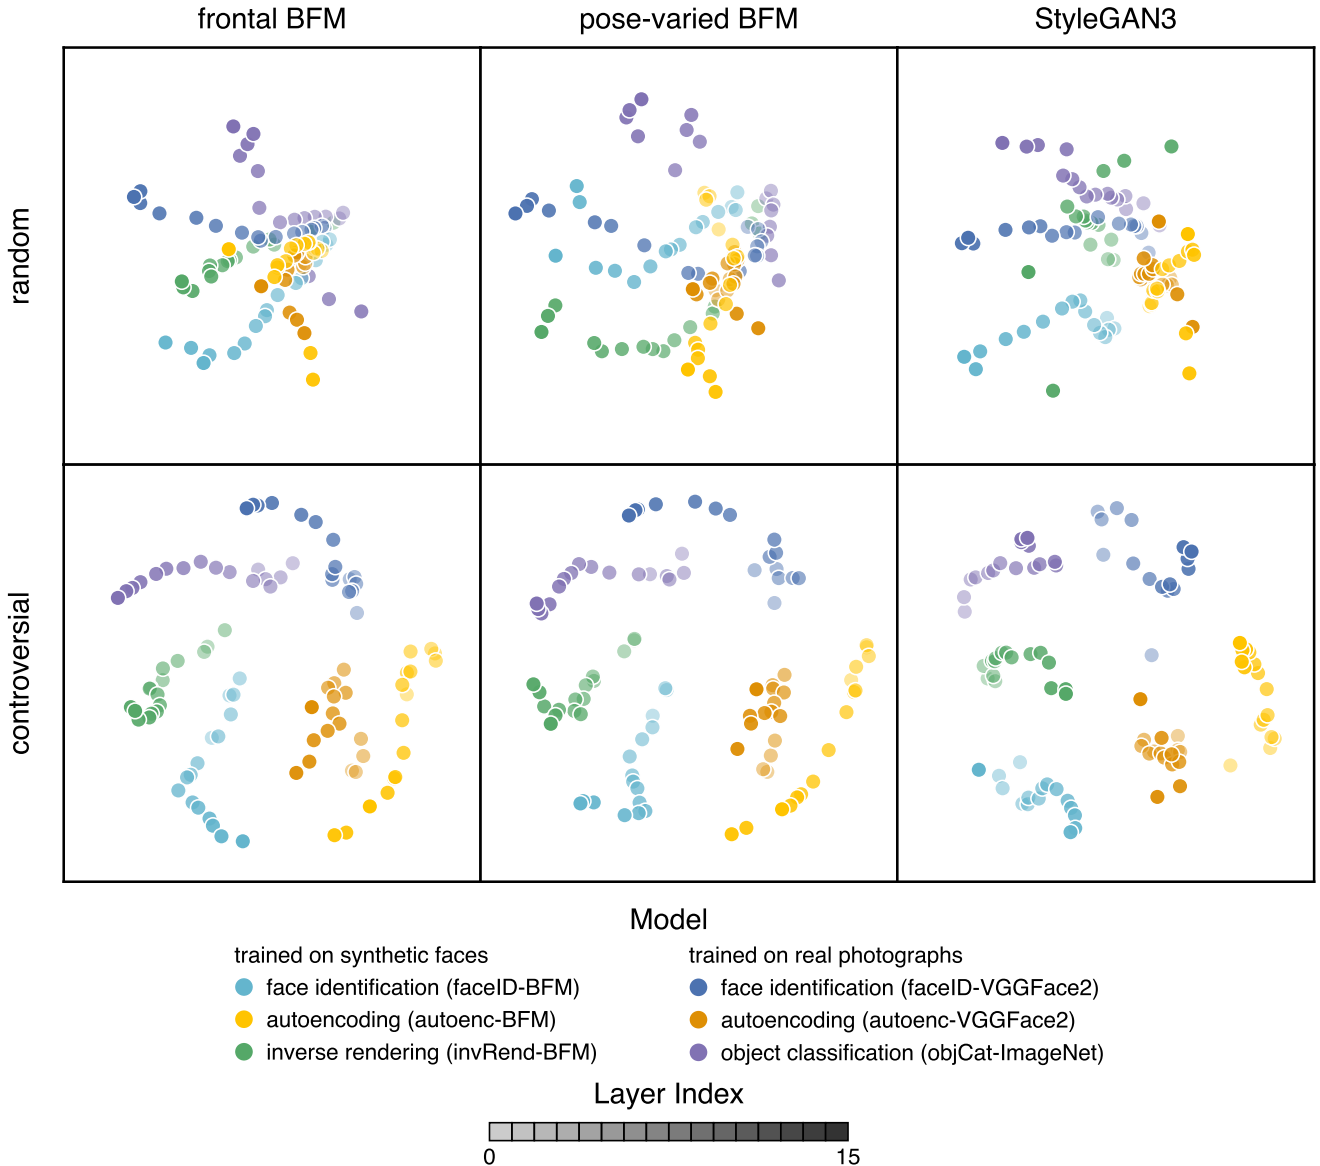 frontal BFM
pose-varied BFM
StyleGAN3
random
controversial
Model
trained on synthetic faces
face identification (faceID-BFM)
autoencoding (autoenc-BFM)
inverse rendering (invRend-BFM)
trained on real photographs
face identification (faceID-VGGFace2)
autoencoding (autoenc-VGGFace2)
object classification (objCat-ImageNet)
Layer Index
0 15